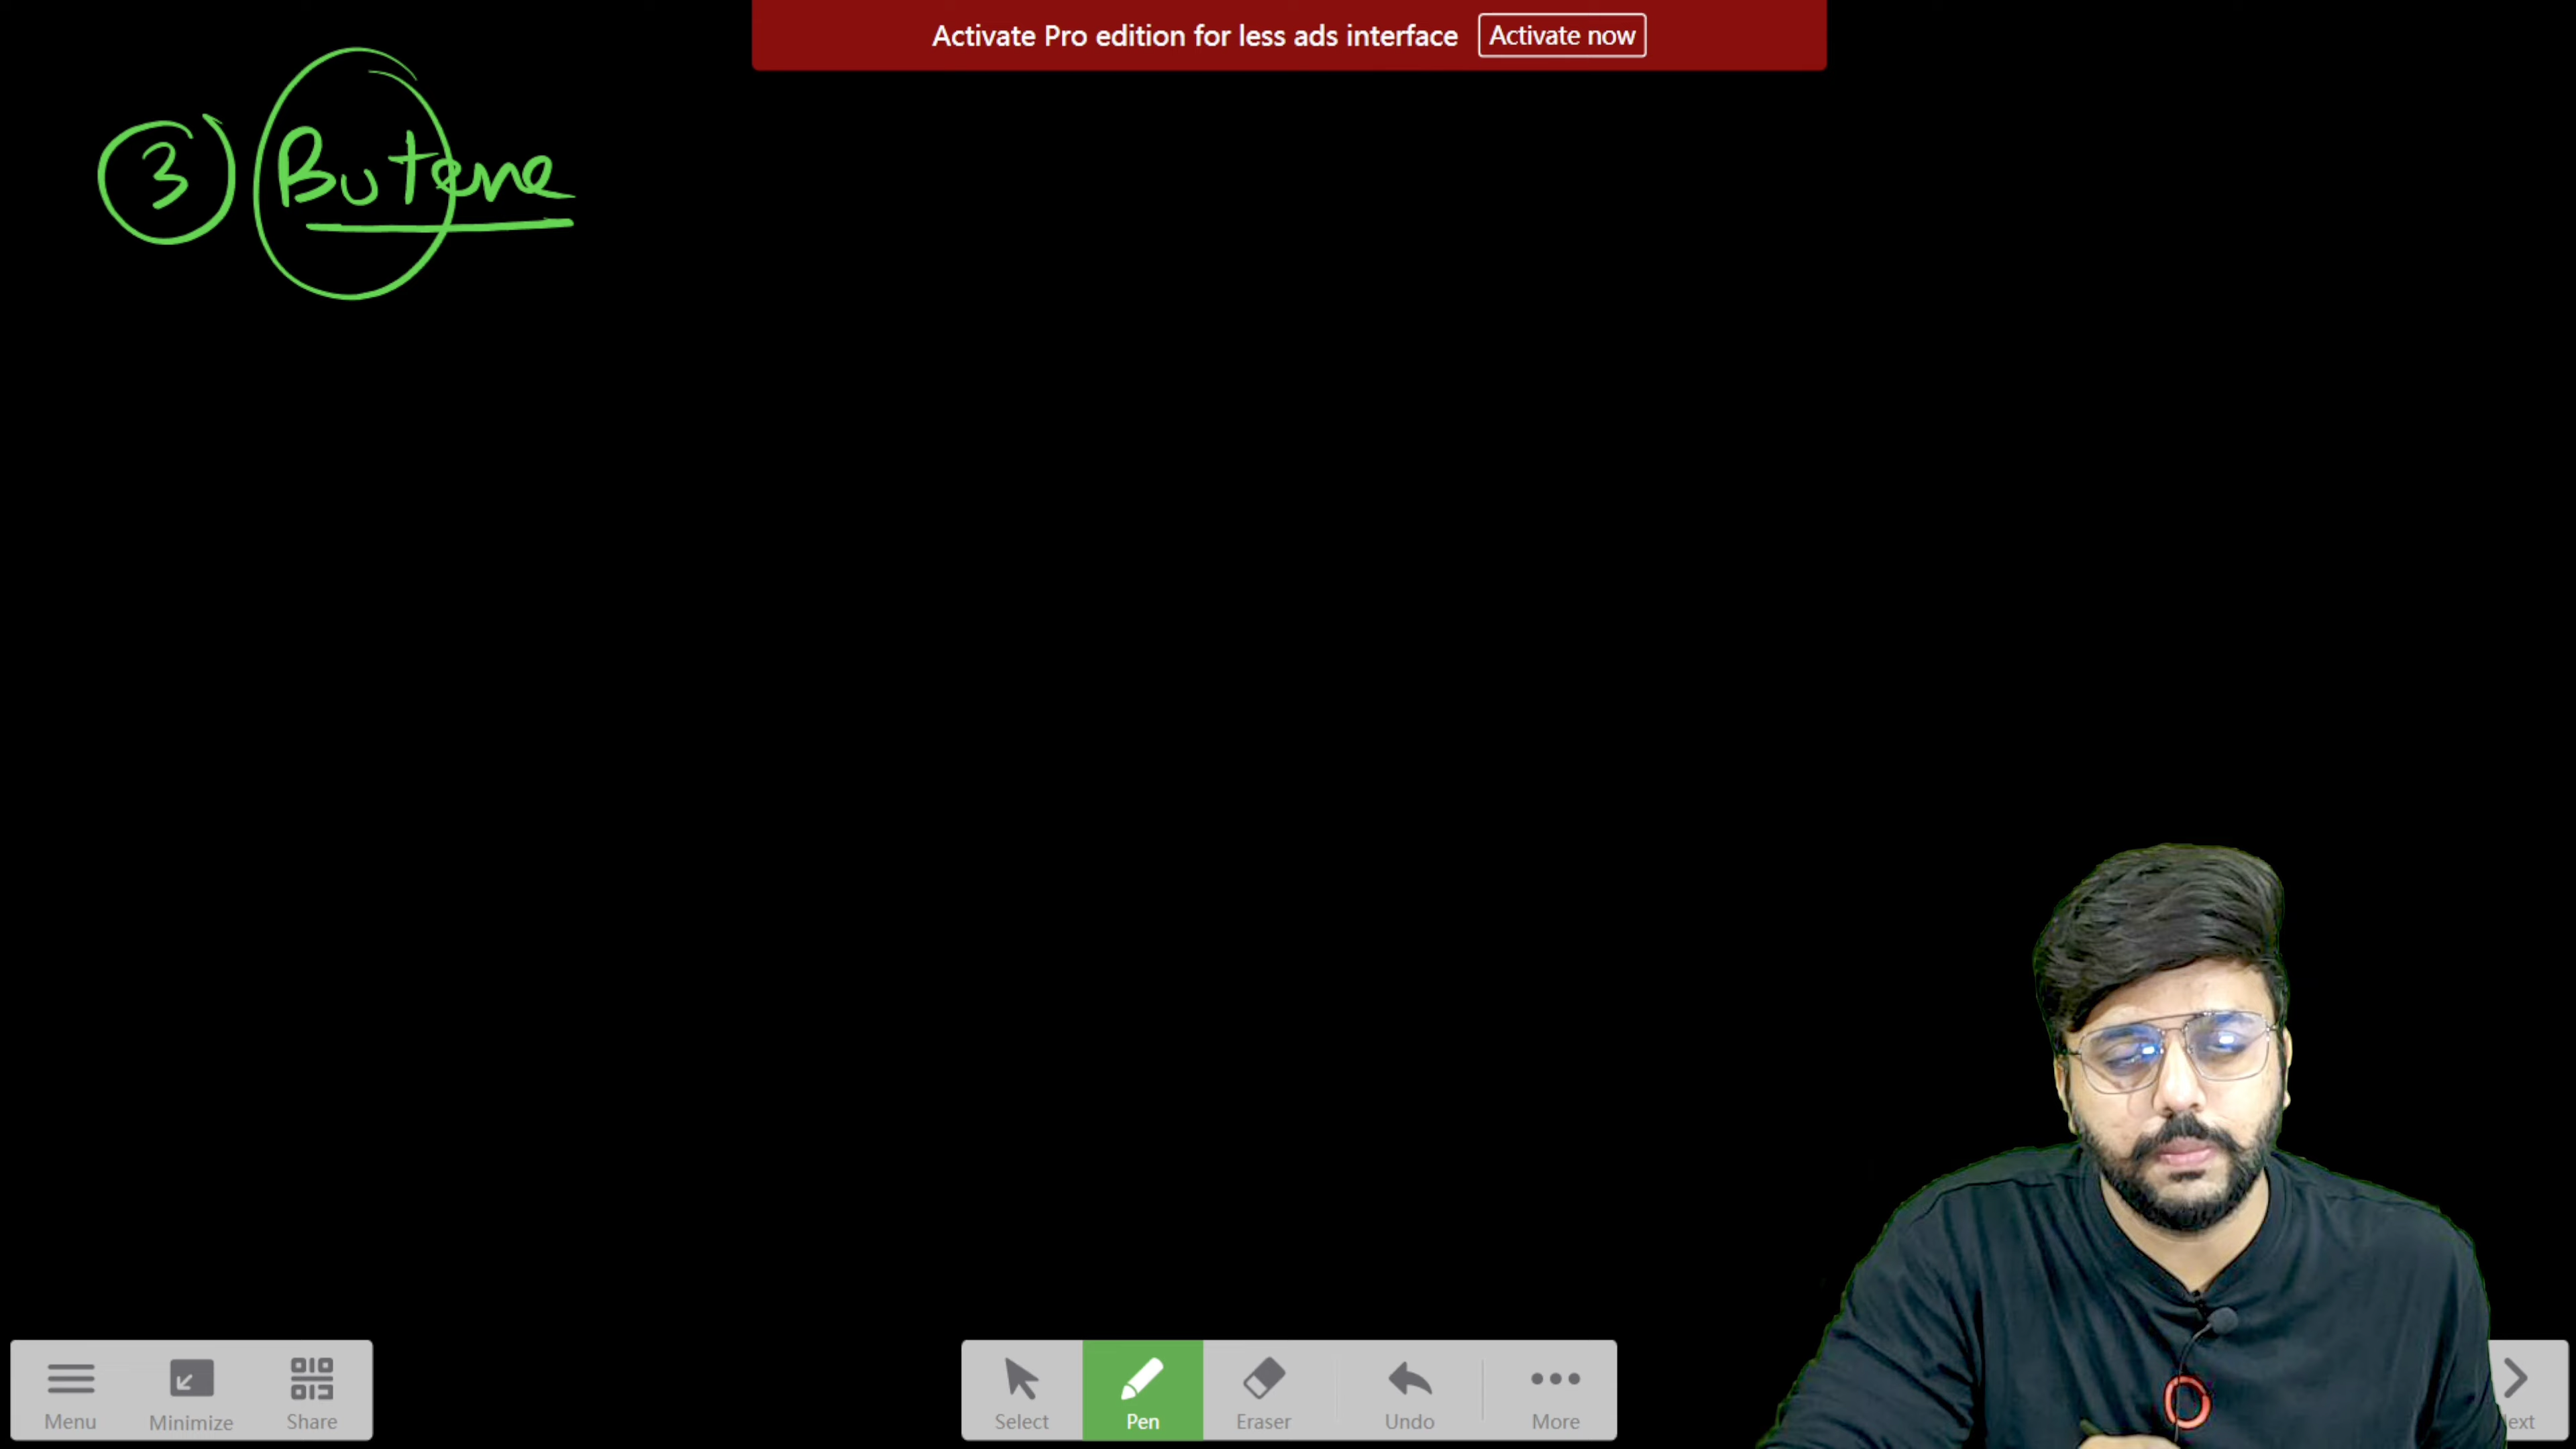 Activate Pro edition for less ads interface Activate now
3 Butene
Menu Minimize Share Select Pen Eraser Undo More ext